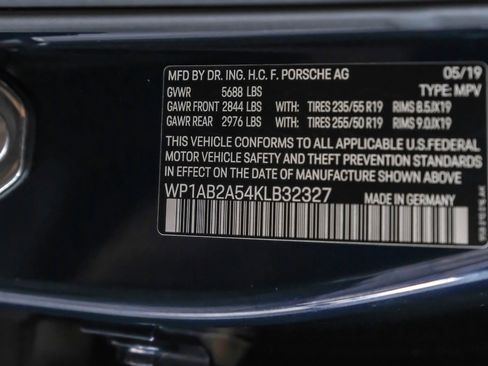 MFD BY DR. ING. H.C. F. PORSCHE AG 05/19
GVWR 5688 LBS TYPE: MPV
GAWR FRONT 2844 LBS WITH: TIRES 235/55 R19 RIMS 8.5JX19
GAWR REAR 2976 LBS WITH: TIRES 255/50 R19 RIMS 9.0JX19
THIS VEHICLE CONFORMS TO ALL APPLICABLE U.S.FEDERAL
MOTOR VEHICLE SAFETY AND THEFT PREVENTION STANDARDS
IN EFFECT ON THE DATE OF MANUFACTURE SHOWN ABOVE
WP1AB2A54KLB32327
MADE IN GERMANY